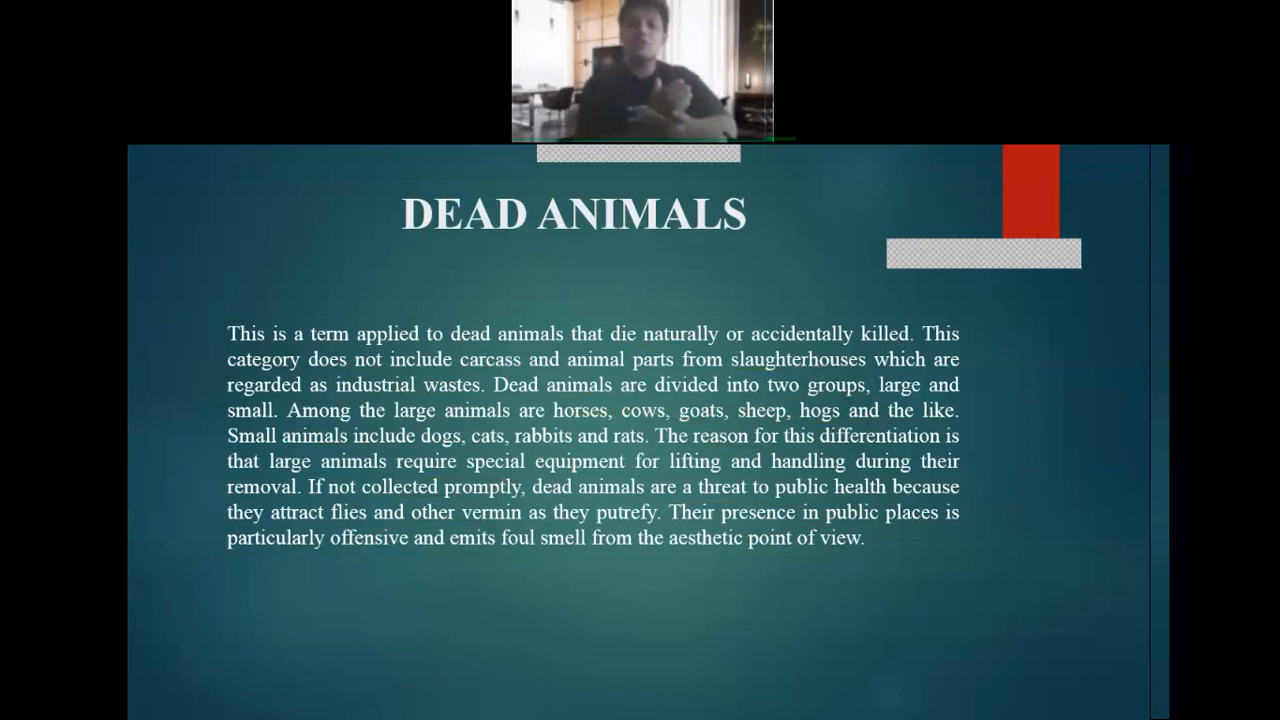 DEAD ANIMALS
This is a term applied to dead animals that die naturally or accidentally killed. This
category does not include carcass and animal parts from slaughterhouses which are
regarded as industrial wastes. Dead animals are divided into two groups, large and
small. Among the large animals are horses, cows, goats, sheep, hogs and the like.
Small animals include dogs, cats, rabbits and rats. The reason for this differentiation is
that large animals require special equipment for lifting and handling during their
removal. If not collected promptly, dead animals are a threat to public health because
they attract flies and other vermin as they putrefy. Their presence in public places is
particularly offensive and emits foul smell from the aesthetic point of view.